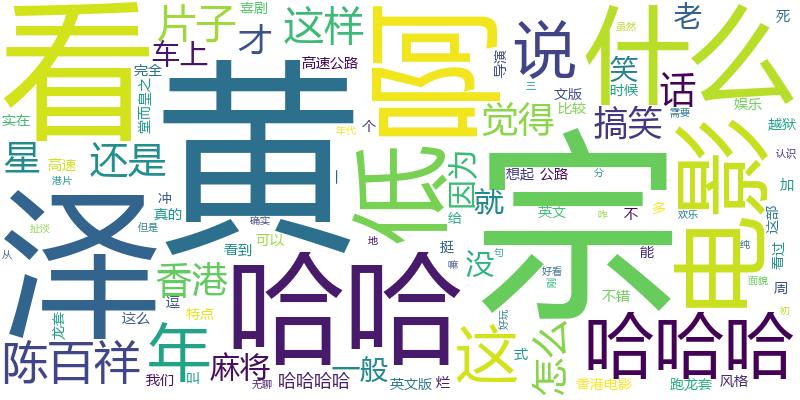 看
片子
喜剧
才
这样
啊
说
什么
老
死
虽然
黄
车上
高速公路
导演
笑
时候
话
娱乐
完全
堂而皇之
文版
比较
三
需要
越狱
实在
年代
个
觉得
搞笑
宗
电影
星
高速
港片
还是
低
因为
想起
公路
分
认识
加
泽
一
冲
真的
确实
给
就
英文
咋
不
多
欢乐
这部
扯淡
但是
从
看到
可以
地
挺
嘛
没
句
好看
能
纯
看过
面貌
周
香港
哈哈
逗
特点
不错
初
龙套
这么
年
好玩
哈哈哈
陈百祥
麻将
一般
这
式
怎么
我们
叫
无聊
哈哈哈哈
英文版
烂
香港电影
跑龙套
风格